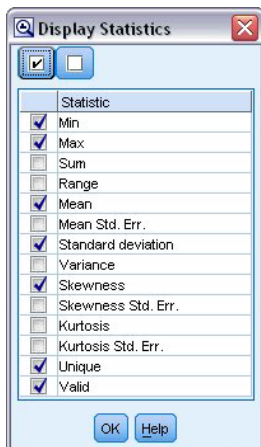 Display Statistics
Statistic
Min
Max
Sum
Range
Mean
Mean Std. Err.
Standard deviation
Variance
Skewness
Skewness Std. Err.
Kurtosis
Kurtosis Std. Err.
Unique
Valid
OK Help